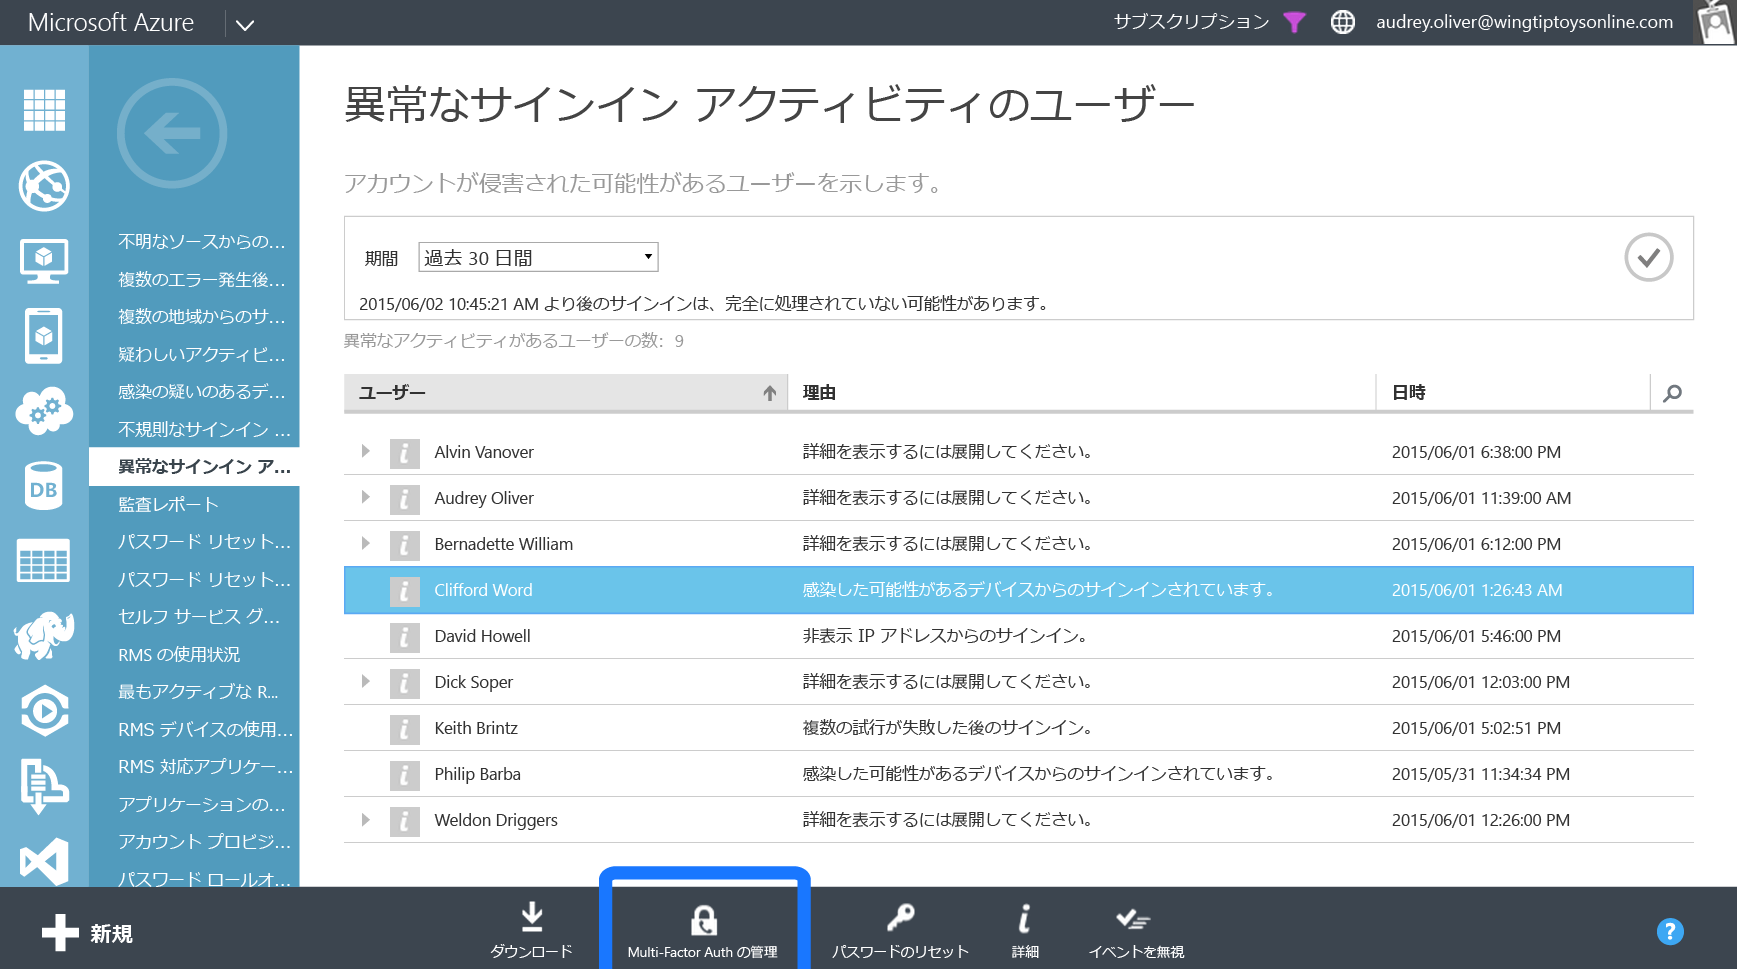 Microsoft Azure
サブスクリプション
audrey.oliver@wingtiptoysonline.com
不明なソースからの...
複数のエラー発生後...
複数の地域からのサ...
疑わしいアクティビ...
感染の疑いのあるデ...
不規則なサインイン ...
異常なサインイン ア...
監査レポート
パスワード リセット...
パスワード リセット...
セルフ サービス グ...
RMS の使用状況
最もアクティブな R...
RMS デバイスの使用...
RMS 対応アプリケー...
アプリケーションの...
アカウント プロビジ...
パスワード ロールオ...
DB
異常なサインイン アクティビティのユーザー
アカウントが侵害された可能性があるユーザーを示します。
期間 過去 30 日間
2015/06/02 10:45:21 AM より後のサインインは、完全に処理されていない可能性があります。
異常なアクティビティがあるユーザーの数: 9
ユーザー 理由 日時
Alvin Vanover 詳細を表示するには展開してください。 2015/06/01 6:38:00 PM
Audrey Oliver 詳細を表示するには展開してください。 2015/06/01 11:39:00 AM
Bernadette William 詳細を表示するには展開してください。 2015/06/01 6:12:00 PM
Clifford Word 感染した可能性があるデバイスからのサインインされています。 2015/06/01 1:26:43 AM
David Howell 非表示 IP アドレスからのサインイン。 2015/06/01 5:46:00 PM
Dick Soper 詳細を表示するには展開してください。 2015/06/01 12:03:00 PM
Keith Brintz 複数の試行が失敗した後のサインイン。 2015/06/01 5:02:51 PM
Philip Barba 感染した可能性があるデバイスからのサインインされています。 2015/05/31 11:34:34 PM
Weldon Driggers 詳細を表示するには展開してください。 2015/06/01 12:26:00 PM
新規
ダウンロード
Multi-Factor Auth の管理
パスワードのリセット
詳細
イベントを無視
?